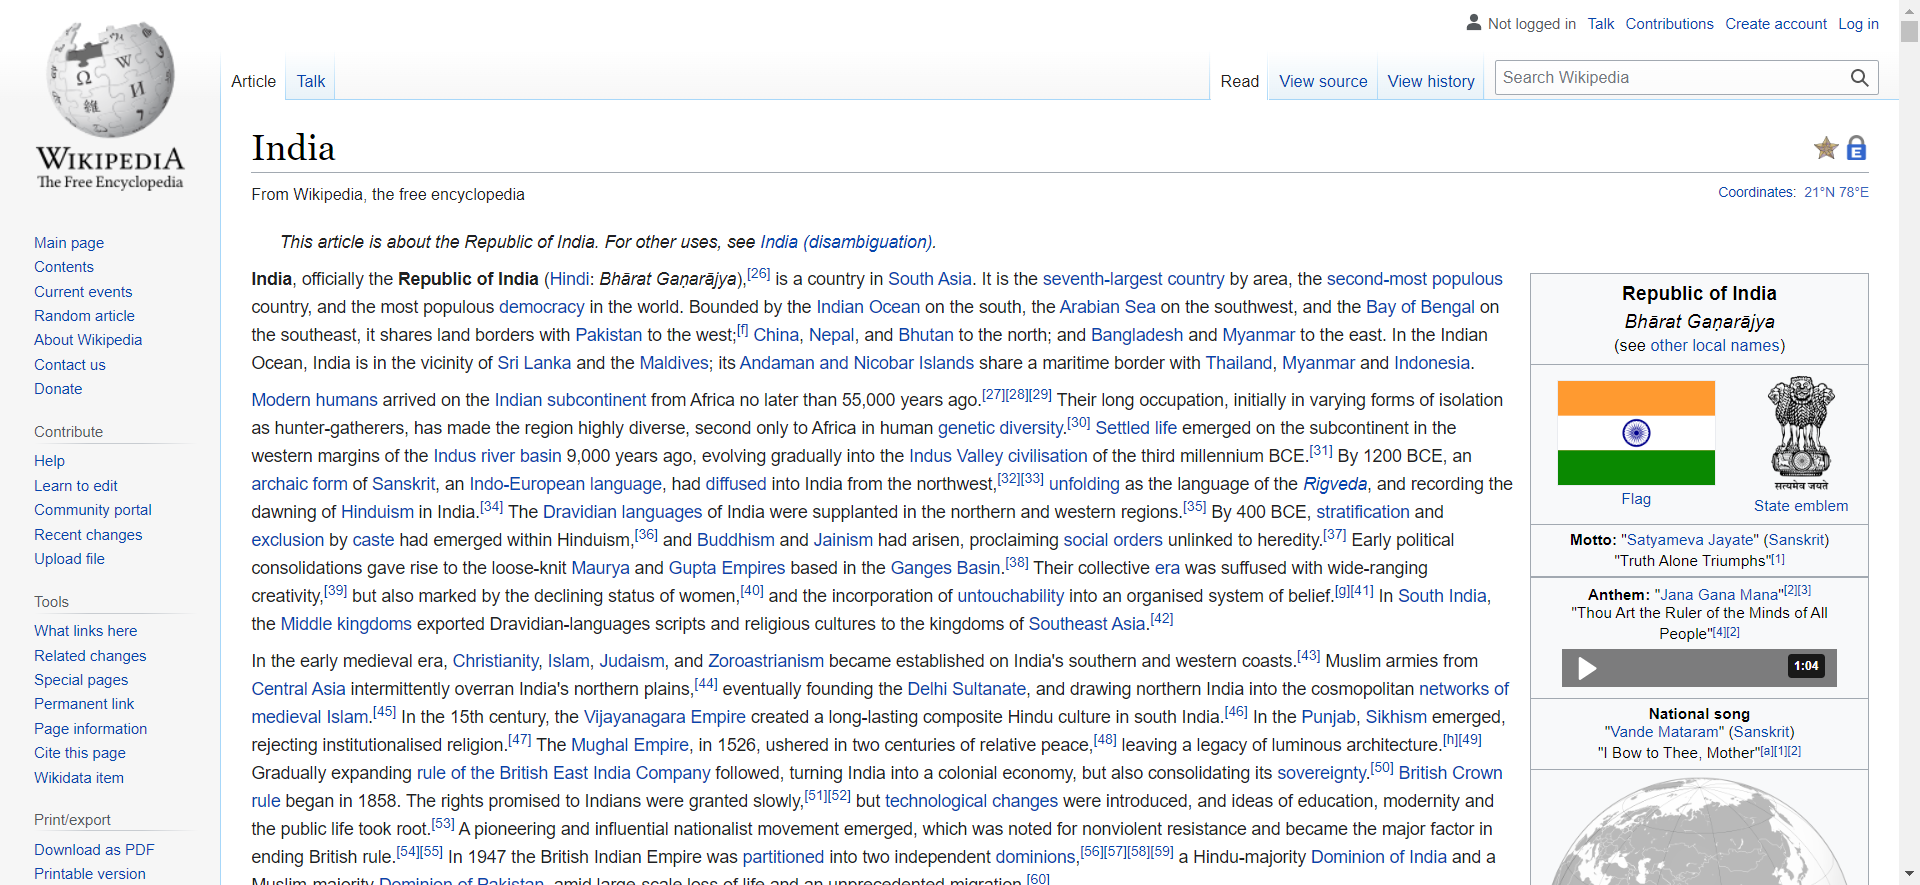 Not logged in Talk Contributions Create account Log in
Article Talk Read View source View history Search Wikipedia
WIKIPEDIA
The Free Encyclopedia
Main page
Contents
Current events
Random article
About Wikipedia
Contact us
Donate
Contribute
Help
Learn to edit
Community portal
Recent changes
Upload file
Tools
What links here
Related changes
Special pages
Permanent link
Page information
Cite this page
Wikidata item
Print/export
Download as PDF
Printable version
India
From Wikipedia, the free encyclopedia
Coordinates: 21°N 78°E
This article is about the Republic of India. For other uses, see India (disambiguation).
India, officially the Republic of India (Hindi: Bhārat Gaṇarājya),[26] is a country in South Asia. It is the seventh-largest country by area, the second-most populous
country, and the most populous democracy in the world. Bounded by the Indian Ocean on the south, the Arabian Sea on the southwest, and the Bay of Bengal on
the southeast, it shares land borders with Pakistan to the west;[f] China, Nepal, and Bhutan to the north; and Bangladesh and Myanmar to the east. In the Indian
Ocean, India is in the vicinity of Sri Lanka and the Maldives; its Andaman and Nicobar Islands share a maritime border with Thailand, Myanmar and Indonesia.
Modern humans arrived on the Indian subcontinent from Africa no later than 55,000 years ago.[27][28][29] Their long occupation, initially in varying forms of isolation
as hunter-gatherers, has made the region highly diverse, second only to Africa in human genetic diversity.[30] Settled life emerged on the subcontinent in the
western margins of the Indus river basin 9,000 years ago, evolving gradually into the Indus Valley civilisation of the third millennium BCE.[31] By 1200 BCE, an
archaic form of Sanskrit, an Indo-European language, had diffused into India from the northwest,[32][33] unfolding as the language of the Rigveda, and recording the
dawning of Hinduism in India.[34] The Dravidian languages of India were supplanted in the northern and western regions.[35] By 400 BCE, stratification and
exclusion by caste had emerged within Hinduism,[36] and Buddhism and Jainism had arisen, proclaiming social orders unlinked to heredity.[37] Early political
consolidations gave rise to the loose-knit Maurya and Gupta Empires based in the Ganges Basin.[38] Their collective era was suffused with wide-ranging
creativity,[39] but also marked by the declining status of women,[40] and the incorporation of untouchability into an organised system of belief.[g][41] In South India,
the Middle kingdoms exported Dravidian-languages scripts and religious cultures to the kingdoms of Southeast Asia.[42]
In the early medieval era, Christianity, Islam, Judaism, and Zoroastrianism became established on India's southern and western coasts.[43] Muslim armies from
Central Asia intermittently overran India's northern plains,[44] eventually founding the Delhi Sultanate, and drawing northern India into the cosmopolitan networks of
medieval Islam.[45] In the 15th century, the Vijayanagara Empire created a long-lasting composite Hindu culture in south India.[46] In the Punjab, Sikhism emerged,
rejecting institutionalised religion.[47] The Mughal Empire, in 1526, ushered in two centuries of relative peace,[48] leaving a legacy of luminous architecture.[h][49]
Gradually expanding rule of the British East India Company followed, turning India into a colonial economy, but also consolidating its sovereignty.[50] British Crown
rule began in 1858. The rights promised to Indians were granted slowly,[51][52] but technological changes were introduced, and ideas of education, modernity and
the public life took root.[53] A pioneering and influential nationalist movement emerged, which was noted for nonviolent resistance and became the major factor in
ending British rule.[54][55] In 1947 the British Indian Empire was partitioned into two independent dominions,[56][57][58][59] a Hindu-majority Dominion of India and a
Muslim-majority Dominion of Pakistan, amid large-scale loss of life and an unprecedented migration.[60]
Republic of India
Bhārat Gaṇarājya
(see other local names)
सत्यमेव जयते
Flag
State emblem
Motto: "Satyameva Jayate" (Sanskrit)
"Truth Alone Triumphs"[1]
Anthem: "Jana Gana Mana"[2][3]
"Thou Art the Ruler of the Minds of All
People"[4][2]
1:04
National song
"Vande Mataram" (Sanskrit)
"I Bow to Thee, Mother"[a][1][2]